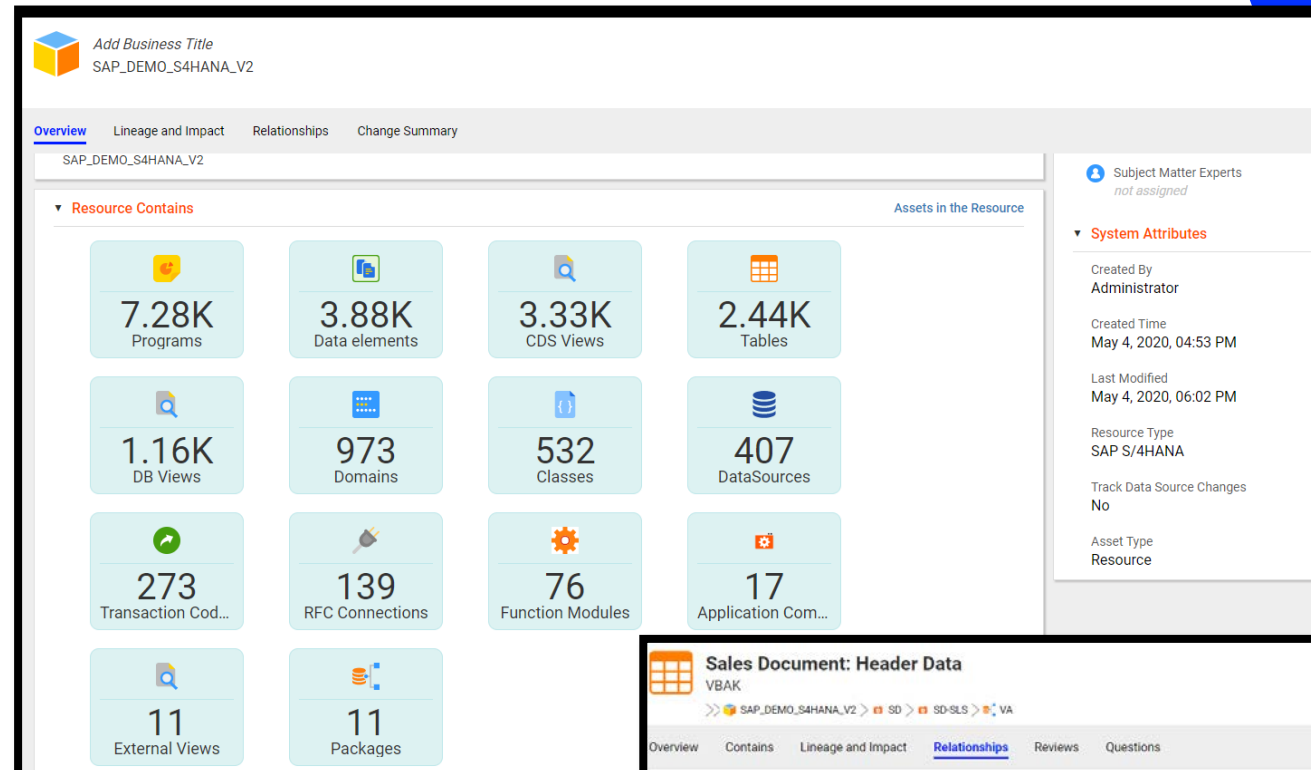 Add Business Title
SAP_DEMO_S4HANA_V2
Overview Lineage and Impact Relationships Change Summary
SAP_DEMO_S4HANA_V2
Resource Contains Assets in the Resource
7.28K
Programs
3.88K
Data elements
3.33K
CDS Views
2.44K
Tables
1.16K
DB Views
973
Domains
532
Classes
407
DataSources
273
Transaction Cod...
139
RFC Connections
76
Function Modules
17
Application Com...
11
External Views
11
Packages
Subject Matter Experts
not assigned
System Attributes
Created By
Administrator
Created Time
May 4, 2020, 04:53 PM
Last Modified
May 4, 2020, 06:02 PM
Resource Type
SAP S/4HANA
Track Data Source Changes
No
Asset Type
Resource
Sales Document: Header Data
VBAK
SAP_DEMO_S4HANA_V2 > SD > SD-SLS > VA
Overview Contains Lineage and Impact Relationships Reviews Questions